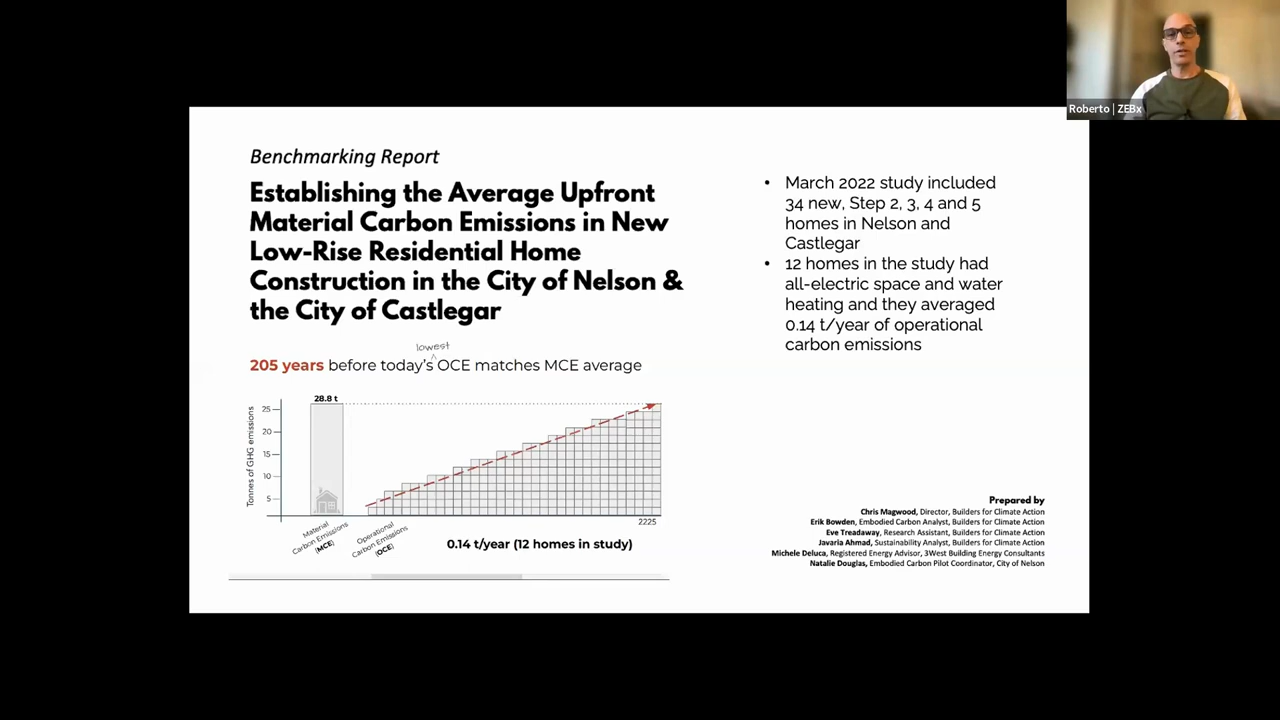 Roberto | ZEBx
Benchmarking Report
Establishing the Average Upfront
Material Carbon Emissions in New
Low-Rise Residential Home
Construction in the City of Nelson &
the City of Castlegar
lowest
205 years before today's ^ OCE matches MCE average
Tonnes of GHG emissions
25
20
15
10
5
28.8 t
Material
Carbon Emissions
(MCE)
Operational
Carbon Emissions
(OCE)
2225
0.14 t/year (12 homes in study)
• March 2022 study included
34 new, Step 2, 3, 4 and 5
homes in Nelson and
Castlegar
• 12 homes in the study had
all-electric space and water
heating and they averaged
0.14 t/year of operational
carbon emissions
Prepared by
Chris Magwood, Director, Builders for Climate Action
Erik Bowden, Embodied Carbon Analyst, Builders for Climate Action
Eve Treadaway, Research Assistant, Builders for Climate Action
Javaria Ahmad, Sustainability Analyst, Builders for Climate Action
Michele Deluca, Registered Energy Advisor, 3West Building Energy Consultants
Natalie Douglas, Embodied Carbon Pilot Coordinator, City of Nelson